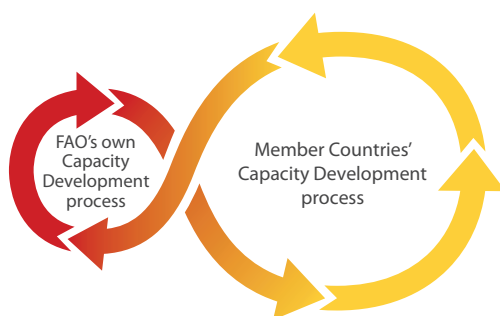 FAO's own
Capacity
Development
process
Member Countries'
Capacity Development
process